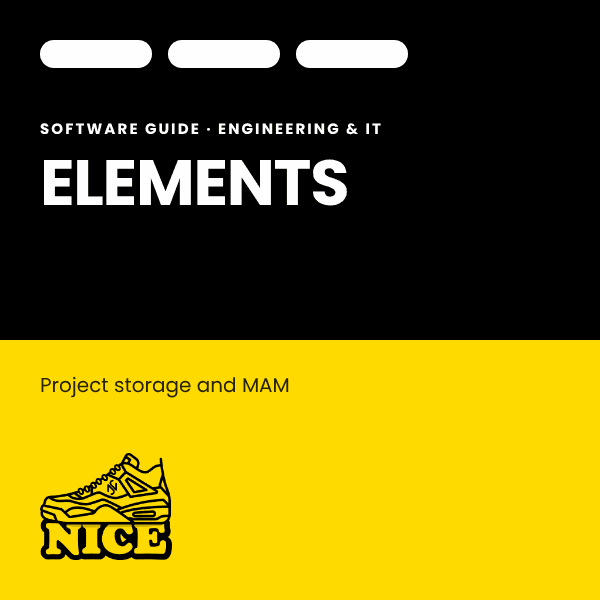 SOFTWARE GUIDE · ENGINEERING & IT
ELEMENTS
Project storage and MAM
NICE